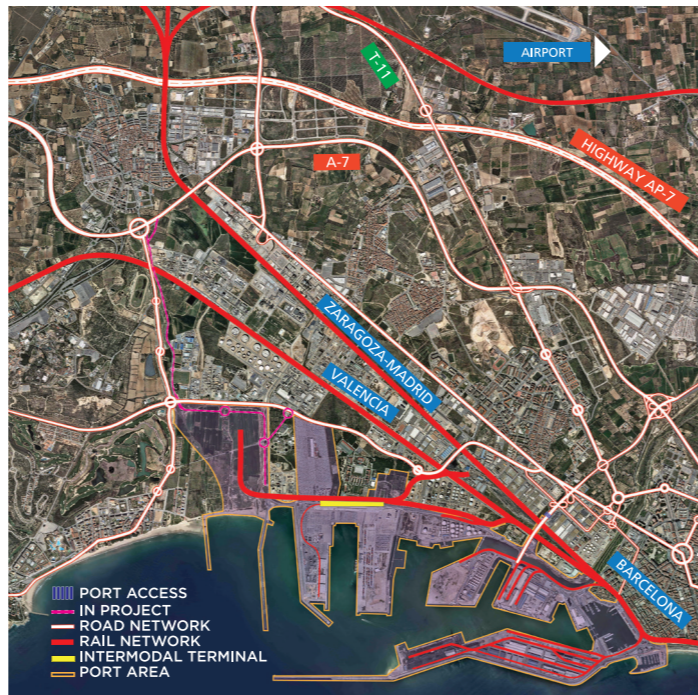 AIRPORT
T-11
HIGHWAY AP-7
A-7
ZARAGOZA-MADRID
VALENCIA
BARCELONA
PORT ACCESS
IN PROJECT
ROAD NETWORK
RAIL NETWORK
INTERMODAL TERMINAL
PORT AREA